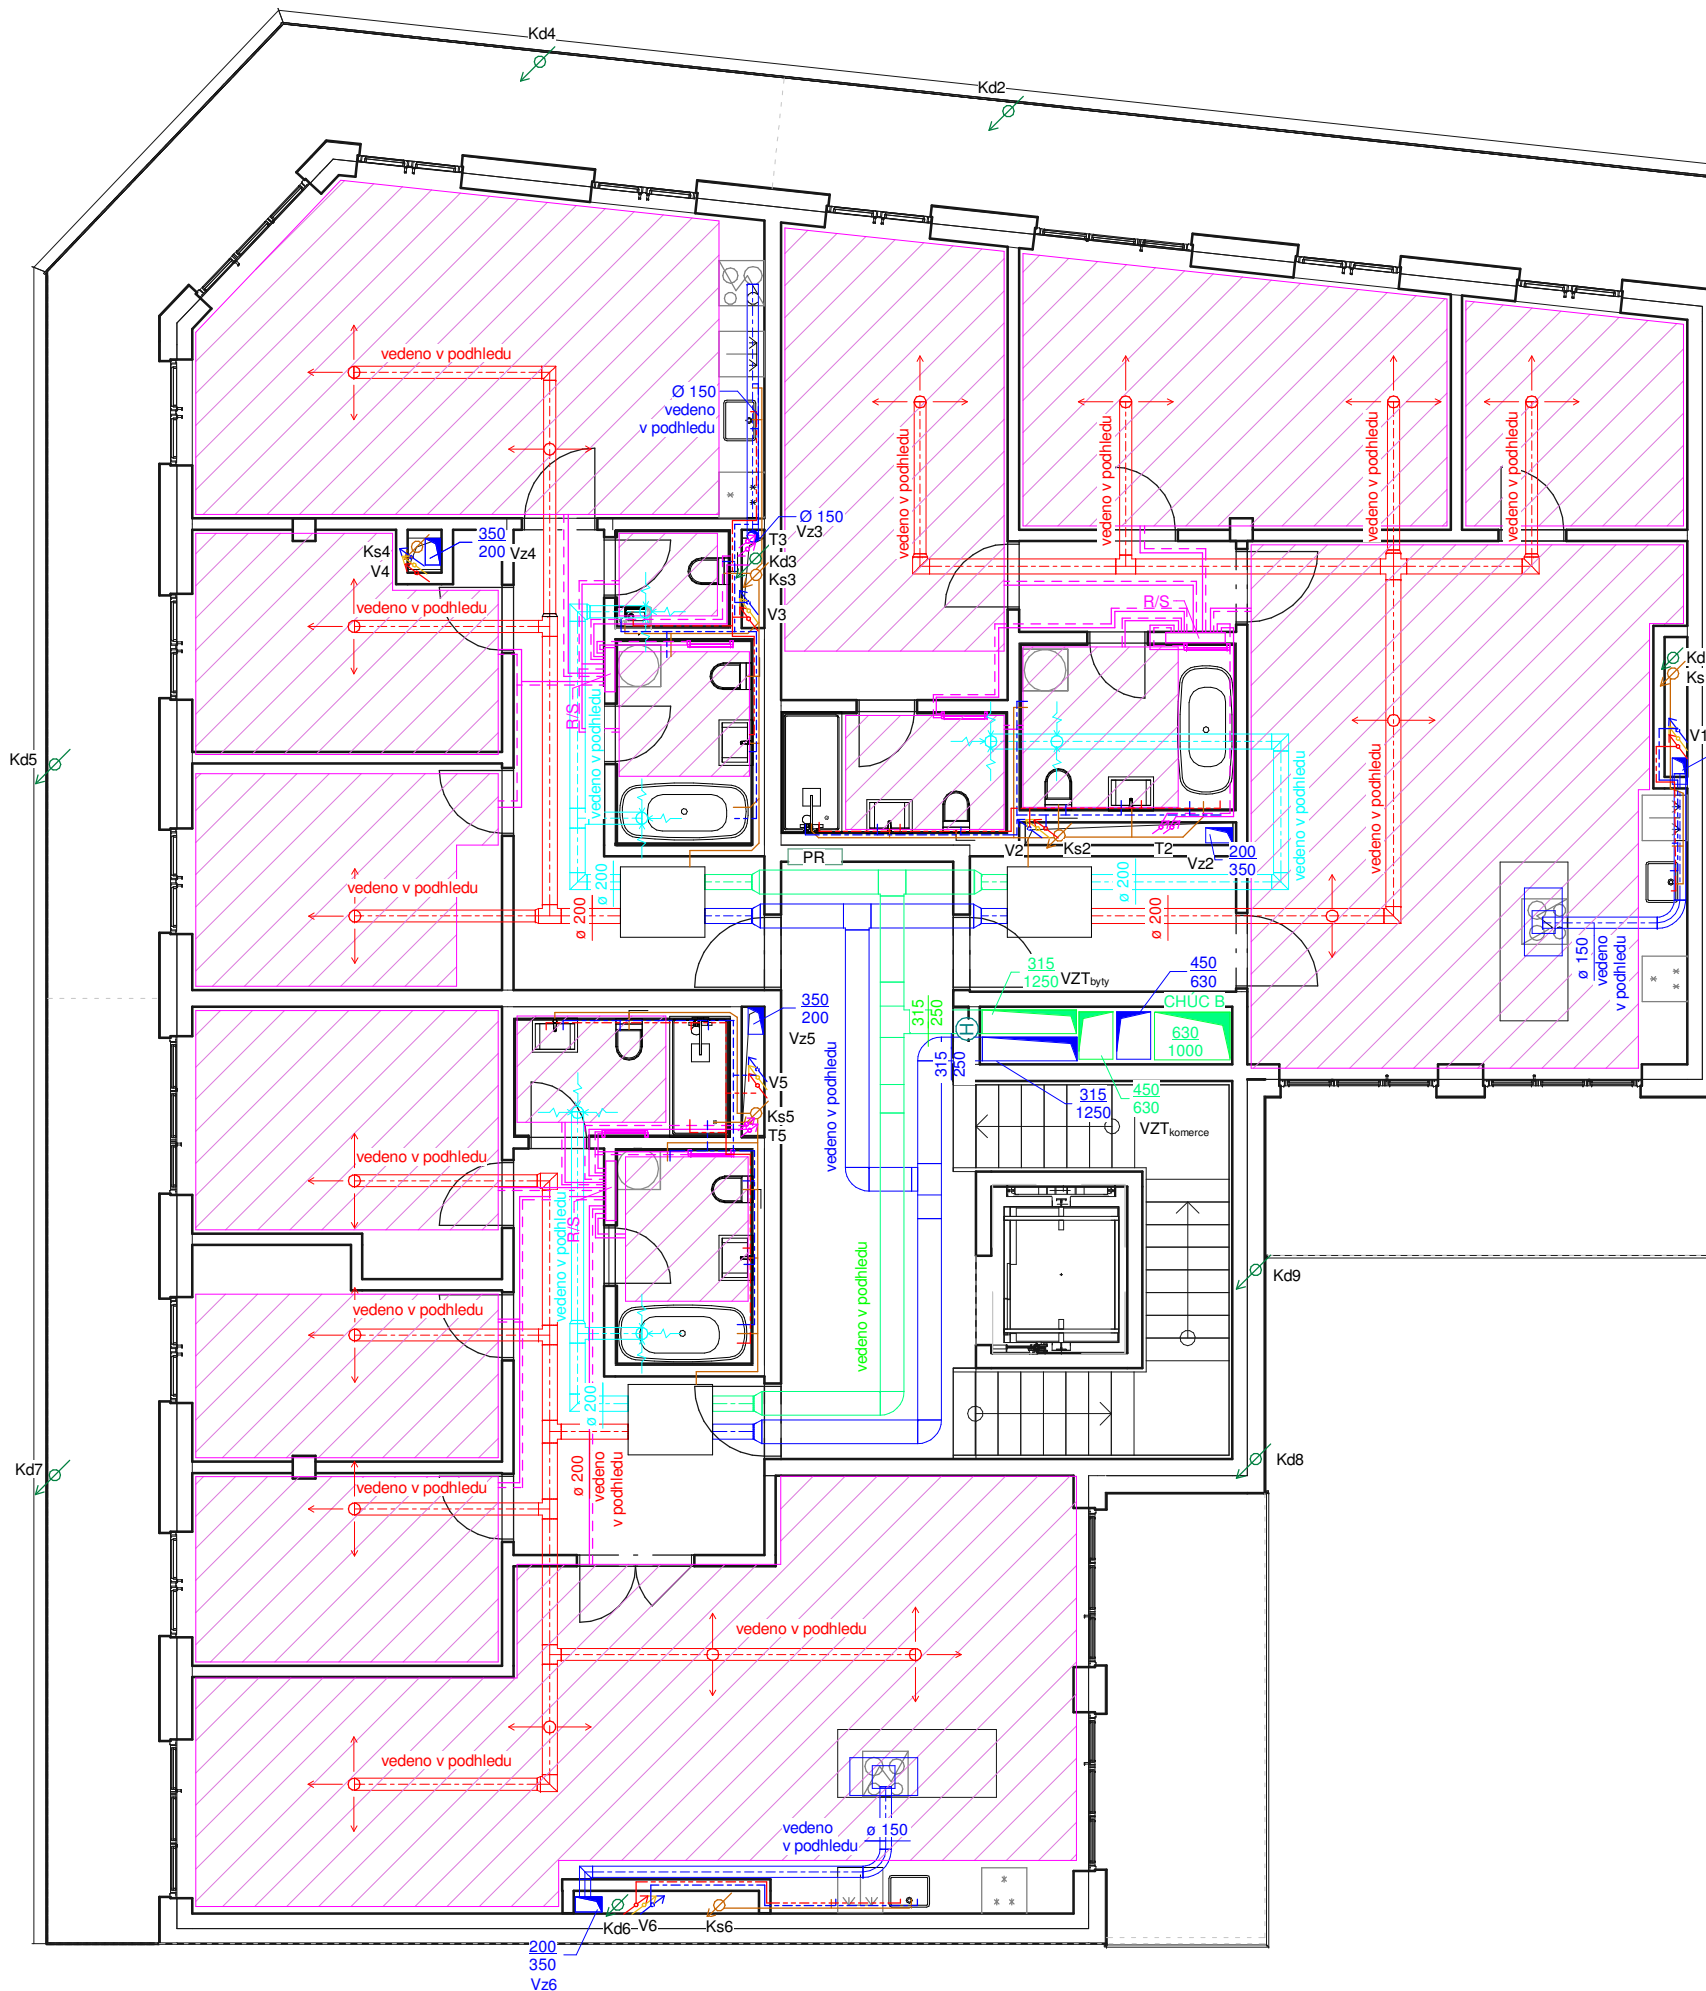 Kd4
Kd2
vedeno v podhledu
Ø 150
vedeno
v podhledu
vedeno v podhledu
vedeno v podhledu
vedeno v podhledu
vedeno v podhledu
Ks4
V4
350
200
Vz4
Ø 150
Vz3
T3
Kd3
Ks3
V3
vedeno v podhledu
R/S
R/S
vedeno v podhledu
Kd
Ks
V1
Kd5
vedeno v podhledu
vedeno v podhledu
PR
V2
Ks2
T2
Vz2
200
350
vedeno v podhledu
ø 200
ø 200
ø 200
ø 200
ø 150
vedeno
v podhledu
315
1250
VZTbyty
450
630
CHÚC B
350
200
Vz5
315
250
H
630
1000
315
250
V5
Ks5
T5
315
1250
450
630
VZTkomerce
vedeno v podhledu
vedeno v podhledu
vedeno v podhledu
R/S
vedeno v podhledu
vedeno v podhledu
Kd9
ø 200
Kd7
vedeno v podhledu
ø 200
vedeno
v podhledu
Kd8
vedeno v podhledu
vedeno v podhledu
vedeno
v podhledu
ø 150
Kd6
V6
Ks6
200
350
Vz6